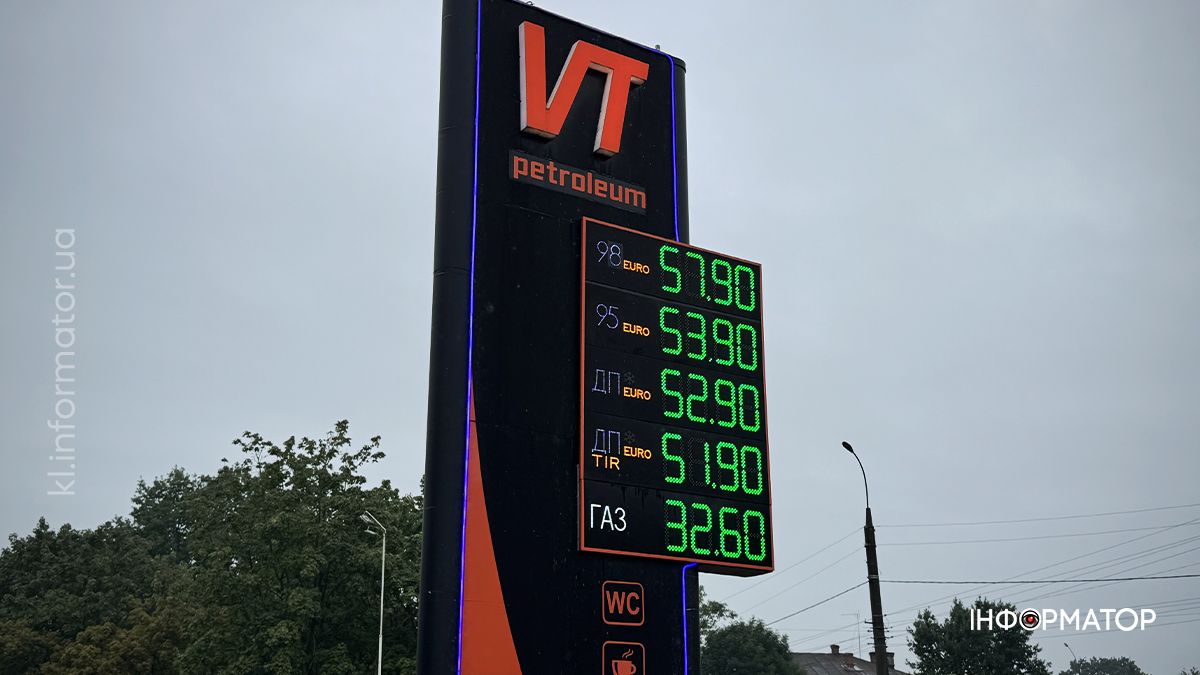 VT
petroleum
98 EURO 57.90
95 EURO 53.90
ДП EURO 52.90
ДП EURO 51.90
TIR
ГАЗ 32.60
WC
kl.informator.ua
ІНФОРМАТОР